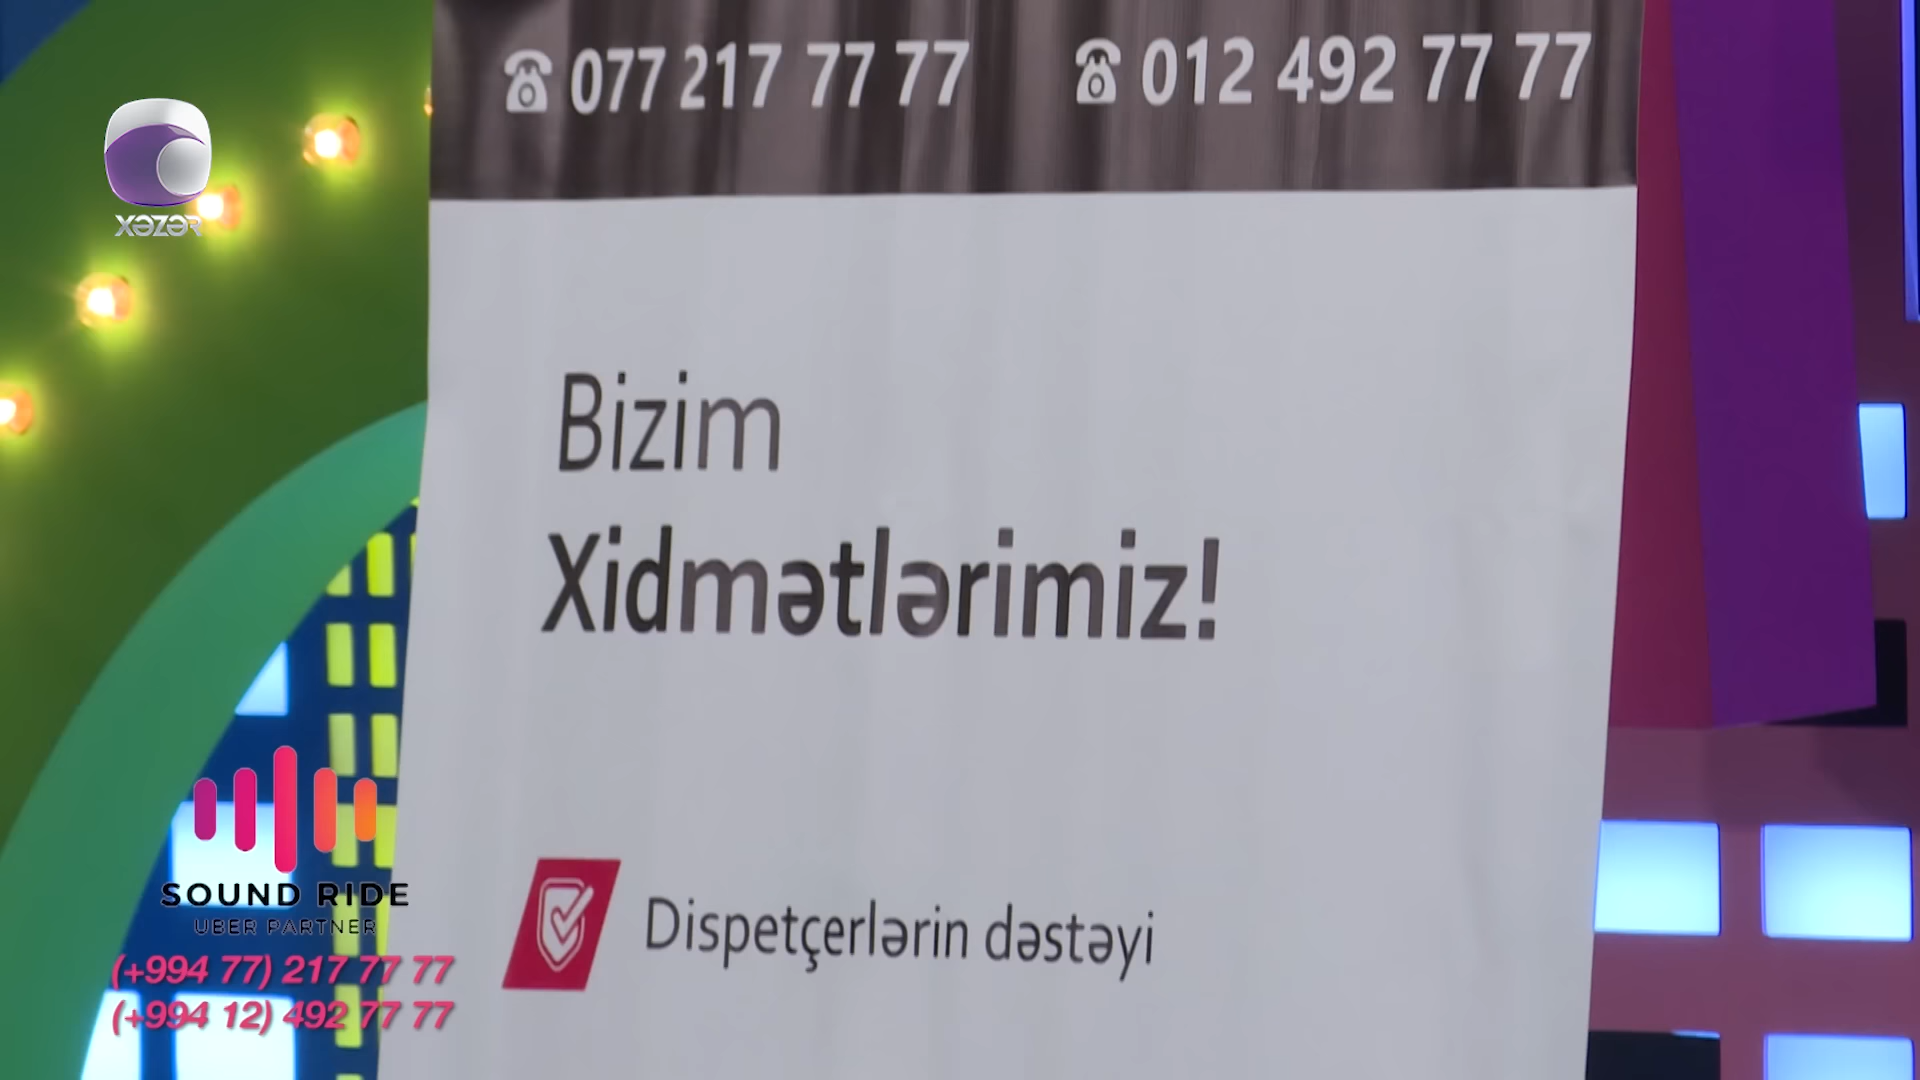 077 217 77 77
012 492 77 77
XəZəR
Bizim
Xidmətlərimiz!
Dispetçerlərin dəstəyi
SOUND RIDE
UBER PARTNER
(+994 77) 217 77 77
(+994 12) 492 77 77